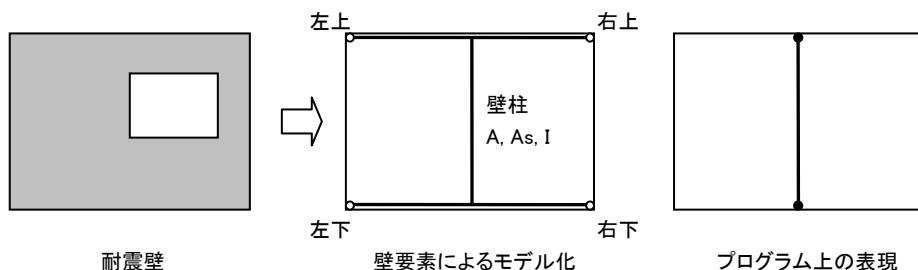 左上
右上
壁柱
A, As, I
左下
右下
耐震壁
壁要素によるモデル化
プログラム上の表現